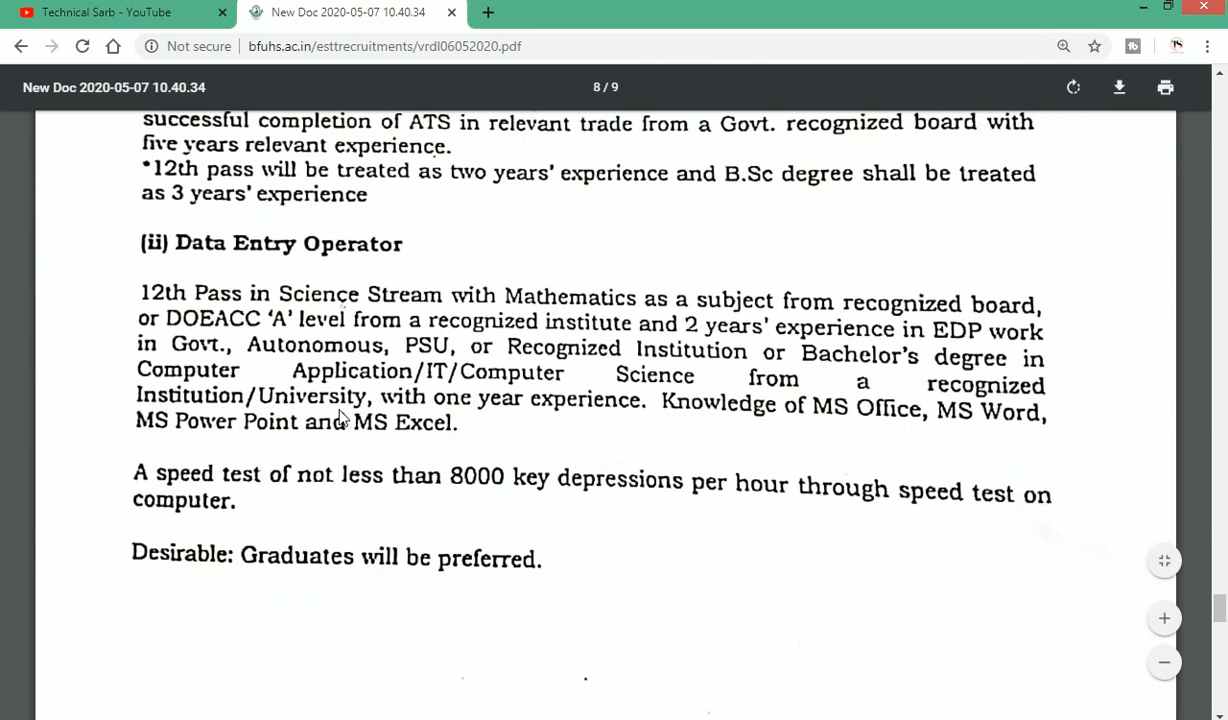 Technical Sarb - YouTube
New Doc 2020-05-07 10.40.34
Not secure
bfuhs.ac.in/esttrecruitments/vrdl06052020.pdf
New Doc 2020-05-07 10.40.34
8/9
successful completion of ATS in relevant trade from a Govt. recognized board with
five years relevant experience.
*12th pass will be treated as two years' experience and B.Sc degree shall be treated
as 3 years' experience
(ii) Data Entry Operator
12th Pass in Science Stream with Mathematics as a subject from recognized board,
or DOEACC 'A' level from a recognized institute and 2 years' experience in EDP work
in Govt., Autonomous, PSU, or Recognized Institution or Bachelor's degree in
Computer Application/IT/Computer Science from a recognized
Institution/University, with one year experience. Knowledge of MS Office, MS Word,
MS Power Point and MS Excel.
A speed test of not less than 8000 key depressions per hour through speed test on
computer.
Desirable: Graduates will be preferred.